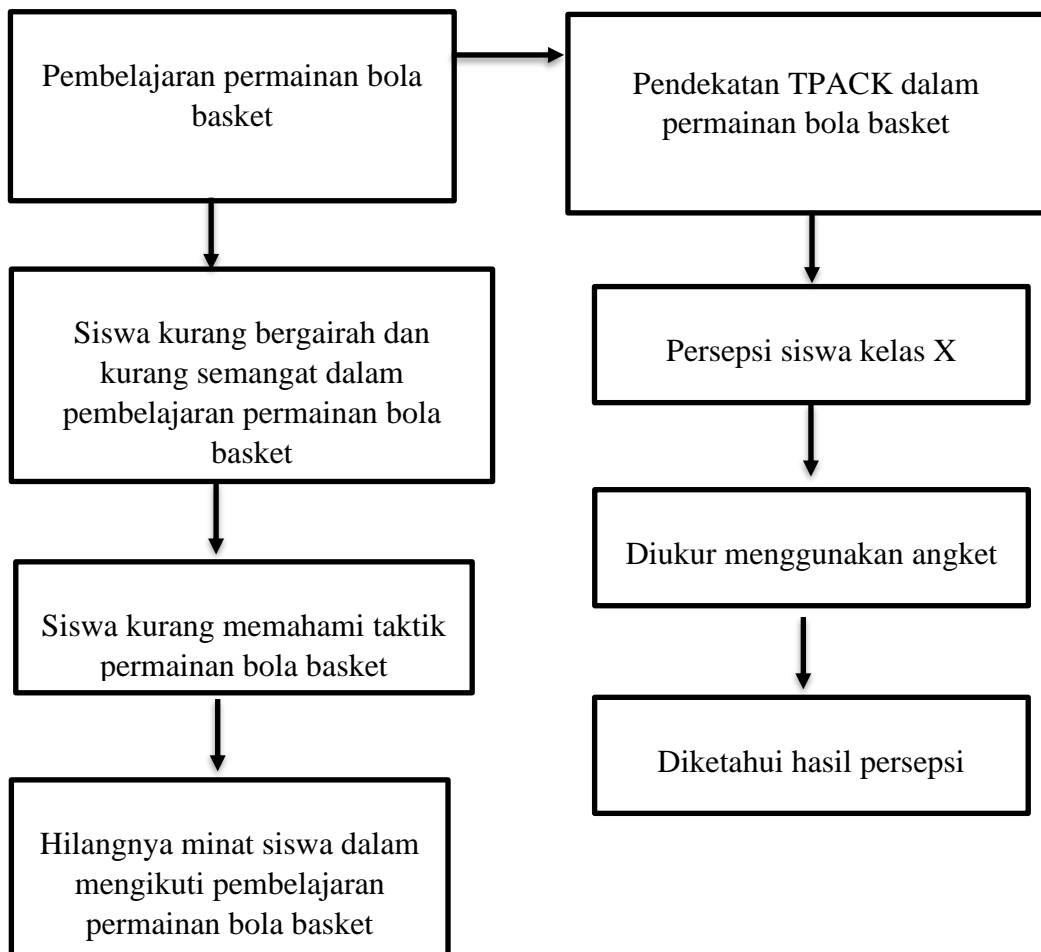 Pembelajaran permainan bola
basket
Pendekatan TPACK dalam
permainan bola basket
Siswa kurang bergairah dan
kurang semangat dalam
pembelajaran permainan bola
basket
Persepsi siswa kelas X
Siswa kurang memahami taktik
permainan bola basket
Diukur menggunakan angket
Hilangnya minat siswa dalam
mengikuti pembelajaran
permainan bola basket
Diketahui hasil persepsi